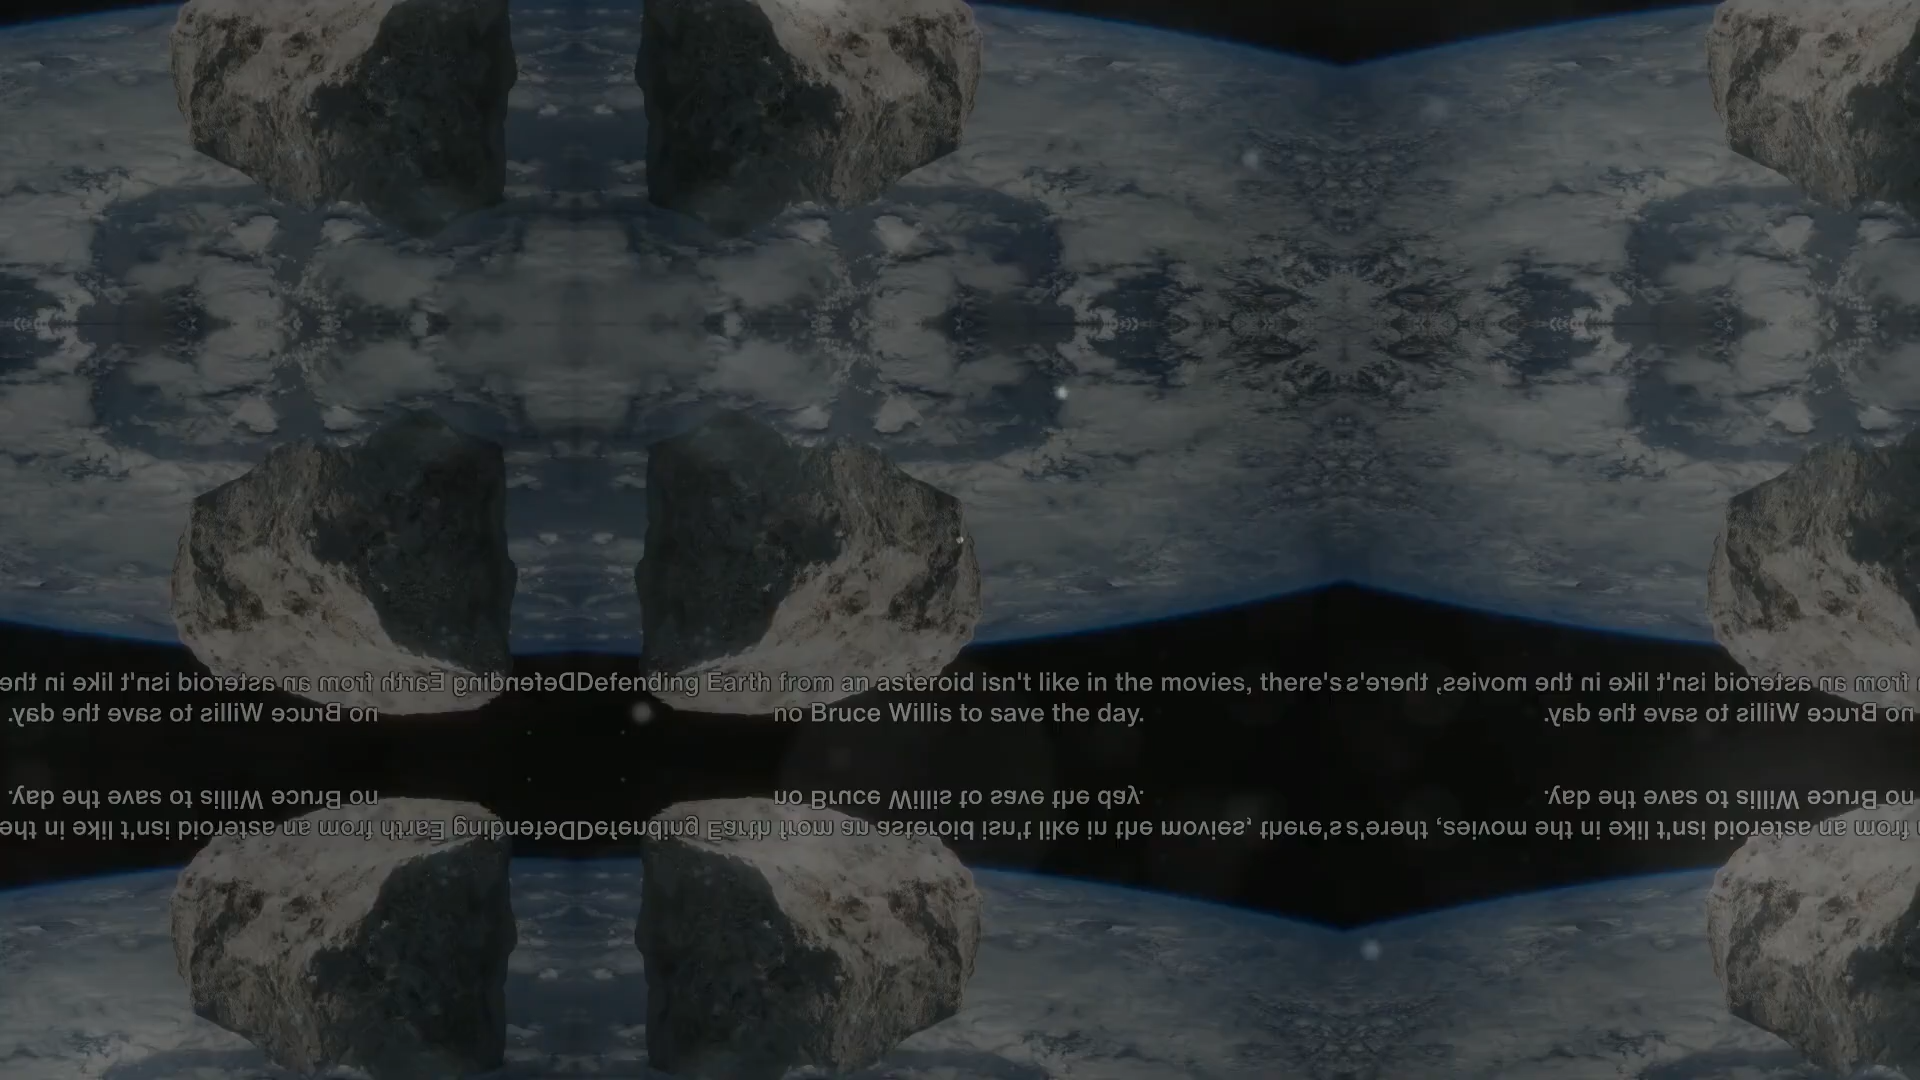 Defending Earth from an asteroid isn't like in the movies, there's
no Bruce Willis to save the day.